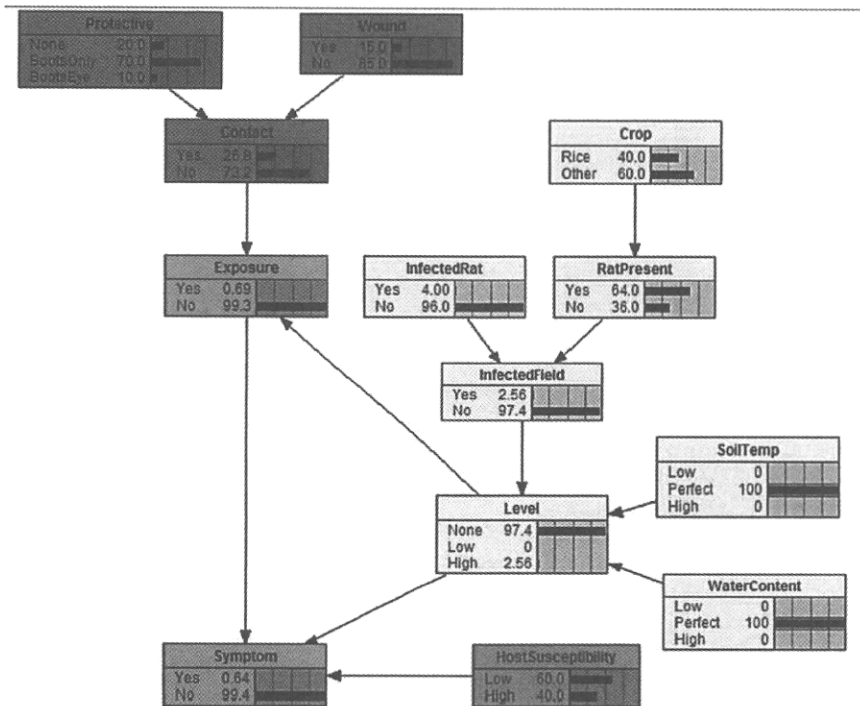 Protective
None 20.0
BootsOnly 70.0
BootsEye 10.0
Wound
Yes 15.0
No 85.0
Contact
Yes 26.8
No 73.2
Crop
Rice 40.0
Other 60.0
Exposure
Yes 0.69
No 99.3
InfectedRat
Yes 4.00
No 96.0
RatPresent
Yes 64.0
No 36.0
InfectedField
Yes 2.56
No 97.4
SoilTemp
Low 0
Perfect 100
High 0
Level
None 97.4
Low 0
High 2.56
WaterContent
Low 0
Perfect 100
High 0
Symptom
Yes 0.64
No 99.4
HostSusceptibility
Low 60.0
High 40.0